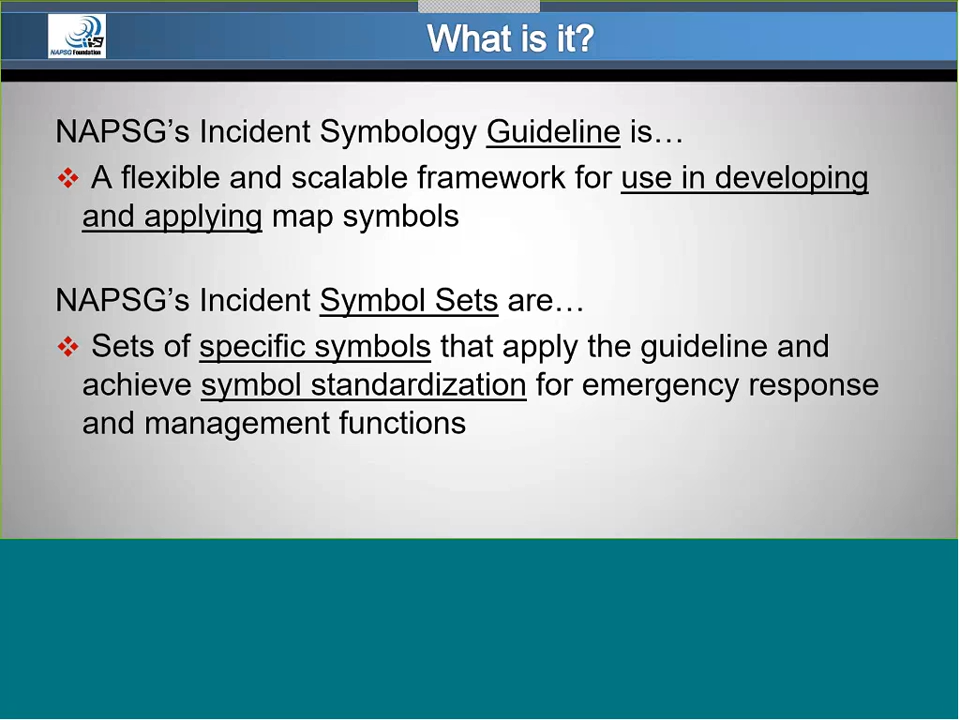 What is it?
NAPSG Foundation
NAPSG's Incident Symbology Guideline is…
❖ A flexible and scalable framework for use in developing
and applying map symbols
NAPSG's Incident Symbol Sets are…
❖ Sets of specific symbols that apply the guideline and
achieve symbol standardization for emergency response
and management functions